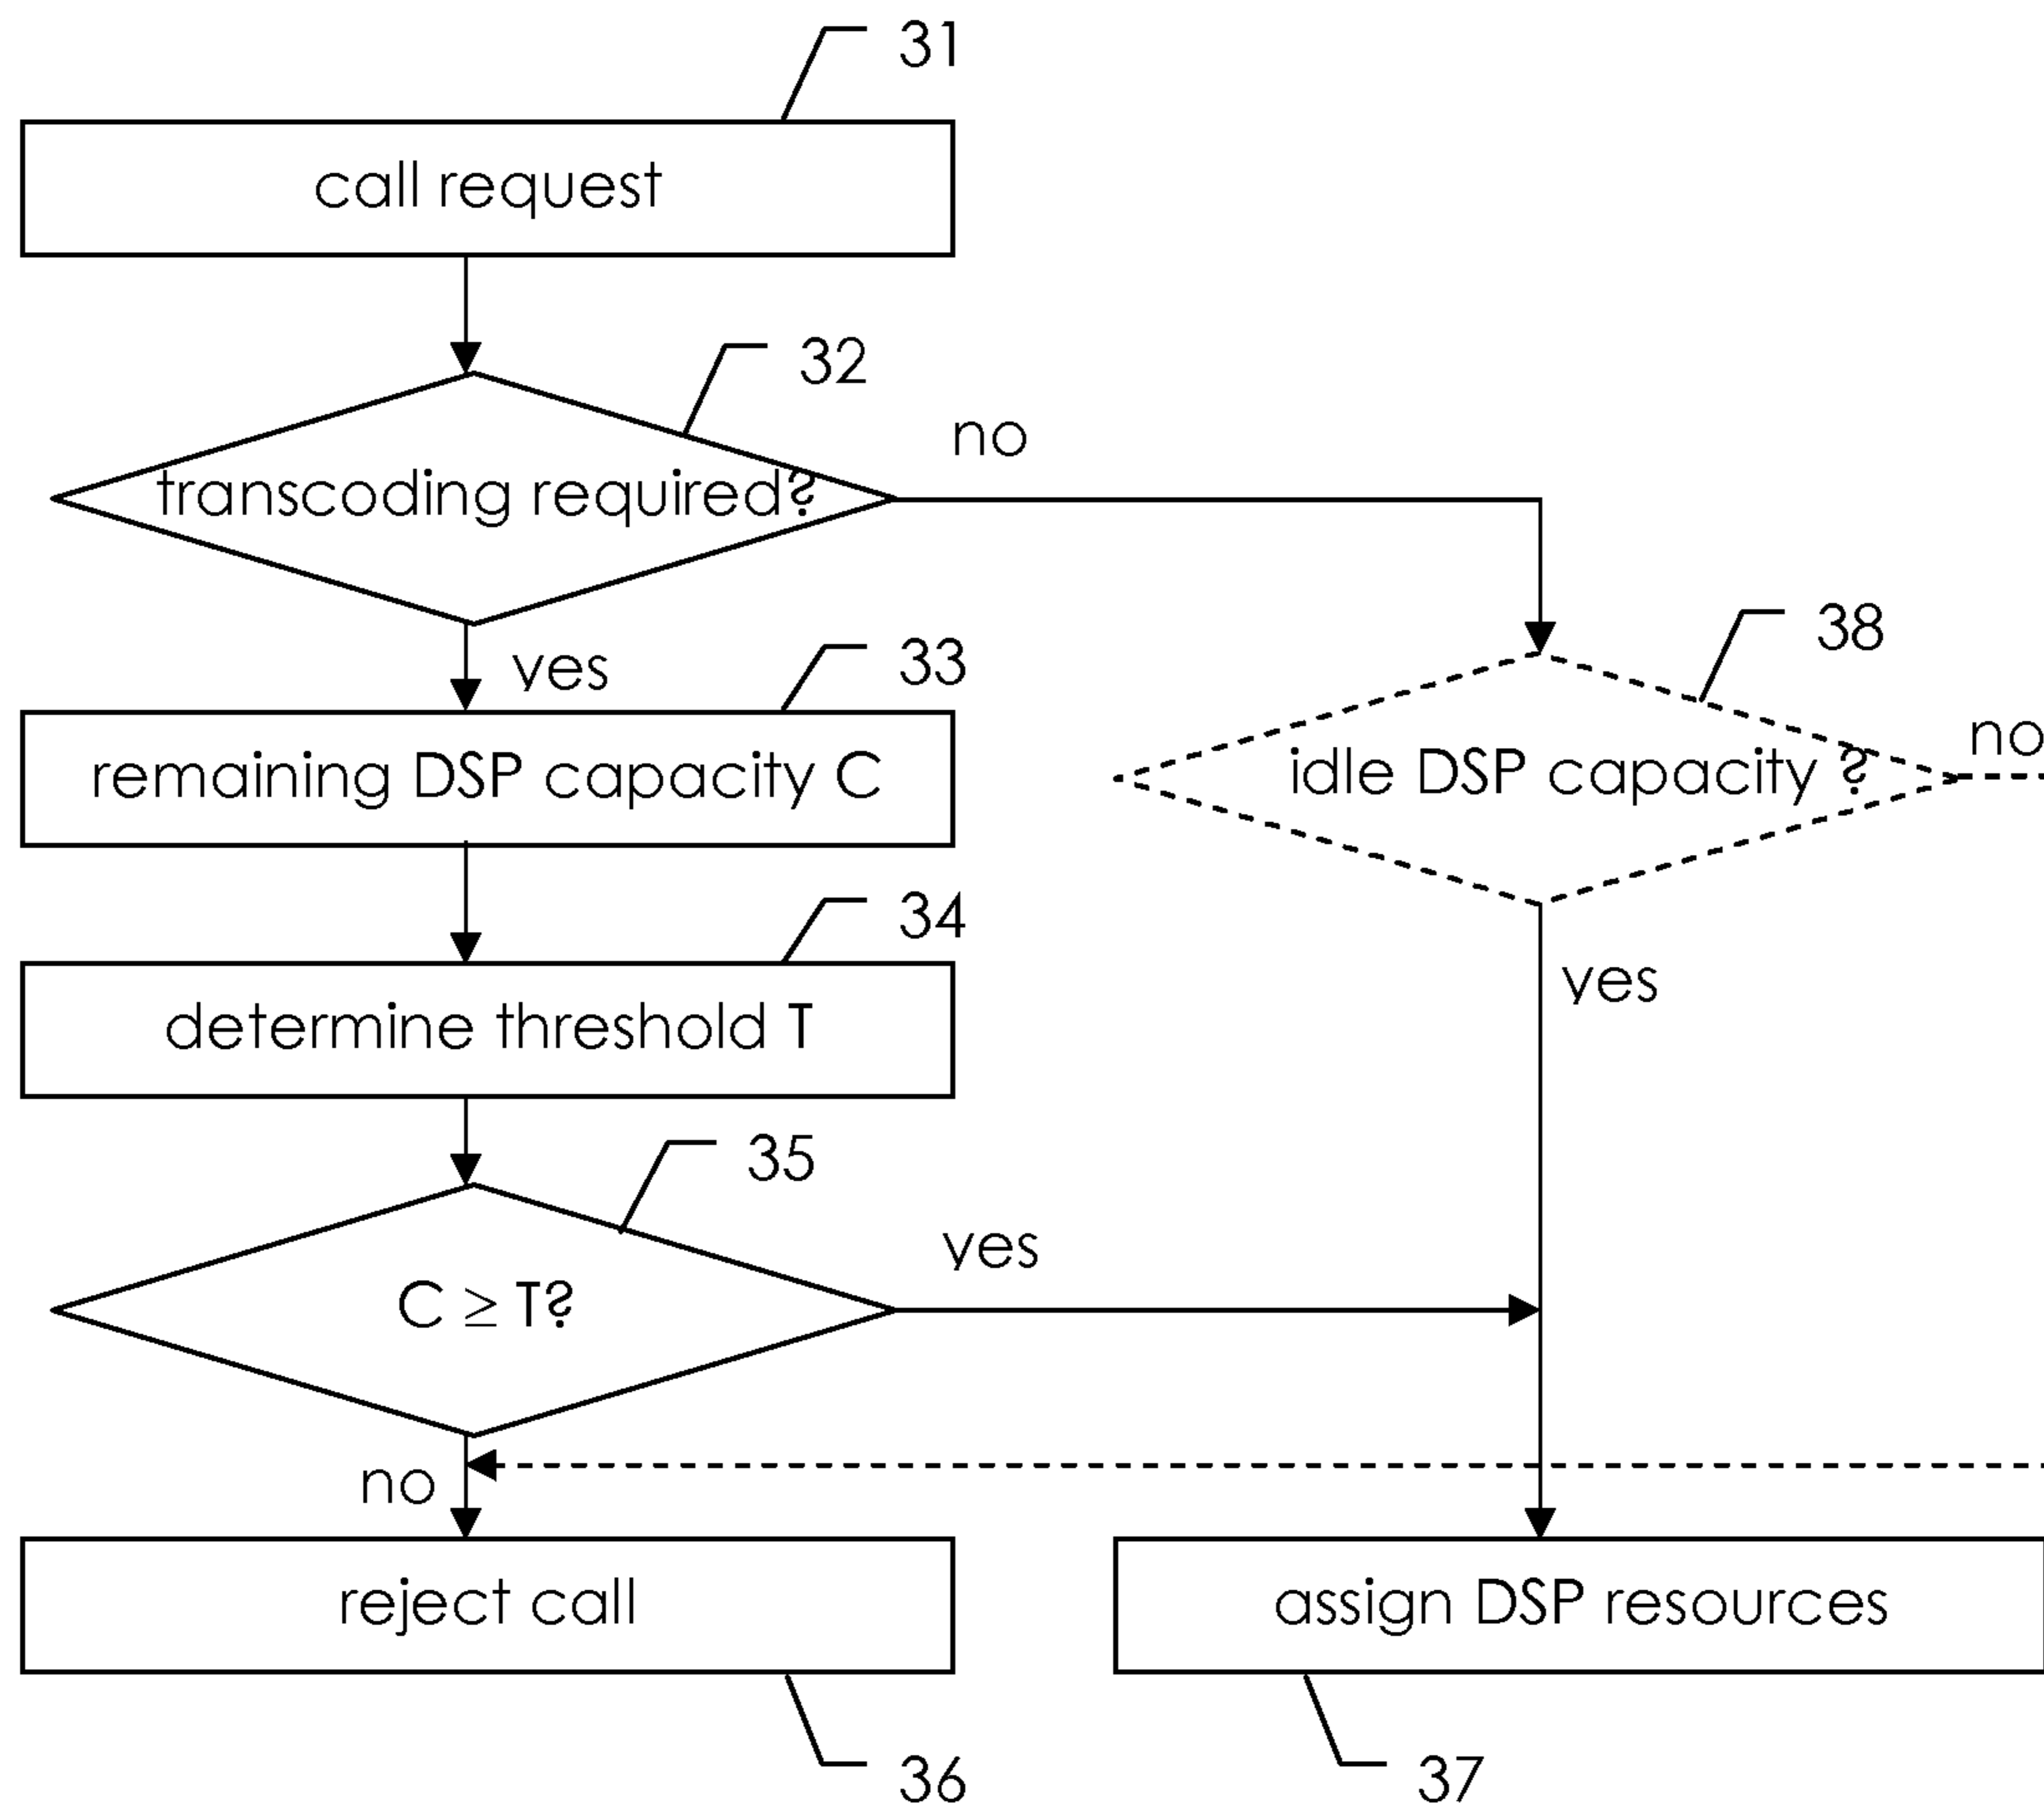 31
call request
32
no
transcoding required?
yes
33
38
remaining DSP capacity C
idle DSP capacity ?
no
34
determine threshold T
yes
35
C ≥ T?
yes
no
reject call
assign DSP resources
36
37